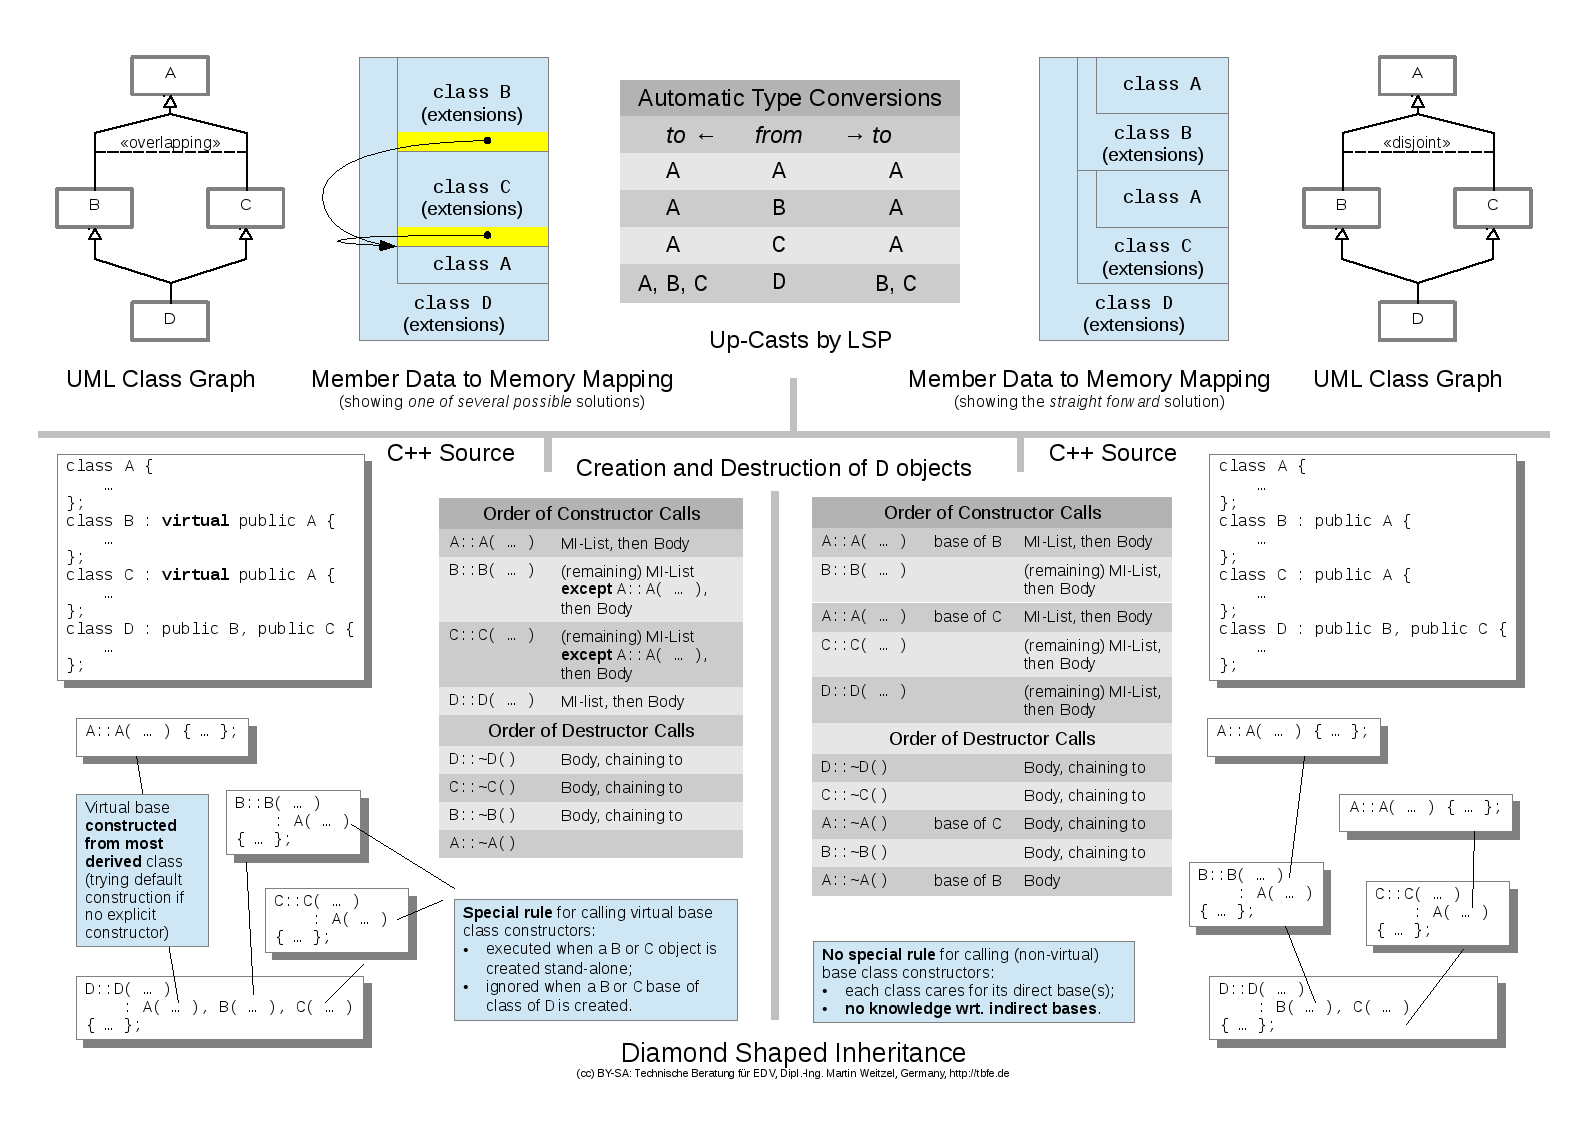 A
«overlapping»
B
C
D
UML Class Graph
class B
(extensions)
class C
(extensions)
class A
class D
(extensions)
Member Data to Memory Mapping
(showing one of several possible solutions)
Automatic Type Conversions
to ← from → to
A A A
A B A
A C A
A, B, C D B, C
Up-Casts by LSP
class A
class B
(extensions)
class A
class C
(extensions)
class D
(extensions)
Member Data to Memory Mapping
(showing the straight forward solution)
A
«disjoint»
B
C
D
UML Class Graph
C++ Source
class A {
…
};
class B : virtual public A {
…
};
class C : virtual public A {
…
};
class D : public B, public C {
…
};
A::A( … ) { … };
Virtual base
constructed
from most
derived class
(trying default
construction if
no explicit
constructor)
B::B( … )
: A( … )
{ … };
C::C( … )
: A( … )
{ … };
D::D( … )
: A( … ), B( … ), C( … )
{ … };
Creation and Destruction of D objects
Order of Constructor Calls
A::A( … ) MI-List, then Body
B::B( … ) (remaining) MI-List
except A::A( … ),
then Body
C::C( … ) (remaining) MI-List
except A::A( … ),
then Body
D::D( … ) MI-list, then Body
Order of Destructor Calls
D::~D() Body, chaining to
C::~C() Body, chaining to
B::~B() Body, chaining to
A::~A()
Special rule for calling virtual base
class constructors:
• executed when a B or C object is
created stand-alone;
• ignored when a B or C base of
class of D is created.
Order of Constructor Calls
A::A( … ) base of B MI-List, then Body
B::B( … ) (remaining) MI-List,
then Body
A::A( … ) base of C MI-List, then Body
C::C( … ) (remaining) MI-List,
then Body
D::D( … ) (remaining) MI-List,
then Body
Order of Destructor Calls
D::~D() Body, chaining to
C::~C() Body, chaining to
A::~A() base of C Body, chaining to
B::~B() Body, chaining to
A::~A() base of B Body
No special rule for calling (non-virtual)
base class constructors:
• each class cares for its direct base(s);
• no knowledge wrt. indirect bases.
C++ Source
class A {
…
};
class B : public A {
…
};
class C : public A {
…
};
class D : public B, public C {
…
};
A::A( … ) { … };
A::A( … ) { … };
B::B( … )
: A( … )
{ … };
C::C( … )
: A( … )
{ … };
D::D( … )
: B( … ), C( … )
{ … };
Diamond Shaped Inheritance
(cc) BY-SA: Technische Beratung für EDV, Dipl.-Ing. Martin Weitzel, Germany, http://tbfe.de